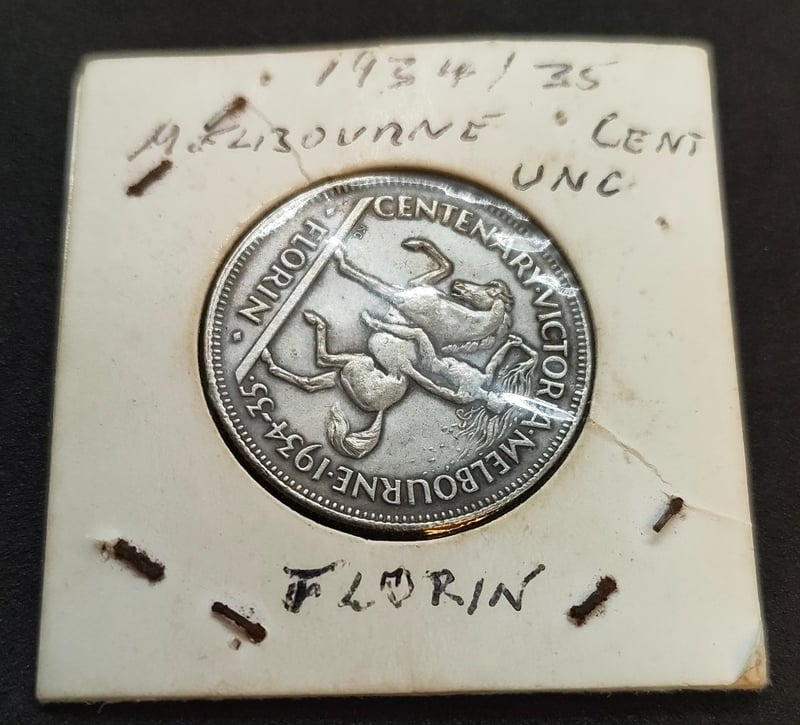 1934/35
MELBOURNE CENT
UNC
CENTENARY·VICTORIA·MELBOURNE·1934-35·
FLORIN
FLORIN